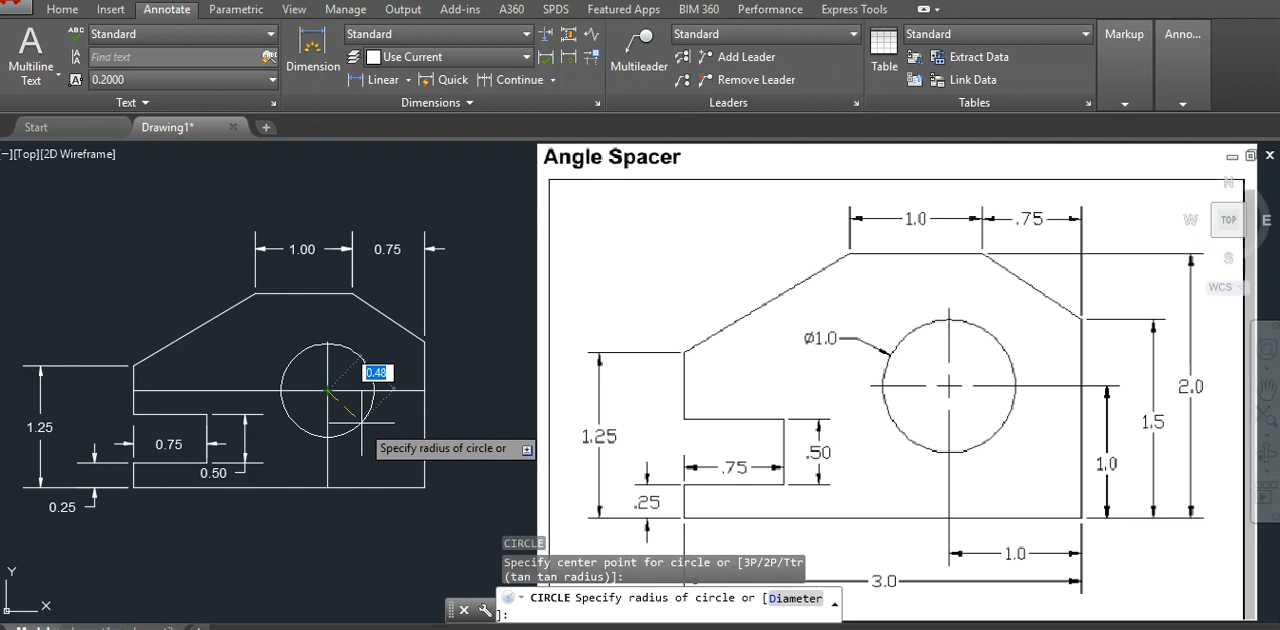 Home Insert Annotate Parametric View Manage Output Add-ins A360 SPDS Featured Apps BIM 360 Performance Express Tools
Multiline Text
Standard
Find text
0.2000
Text
Dimension
Standard
Use Current
Linear Quick Continue
Dimensions
Multileader
Standard
Add Leader
Remove Leader
Leaders
Table
Standard
Extract Data
Link Data
Tables
Markup
Anno...
Start Drawing1*
[−][Top][2D Wireframe]
1.00 0.75
0.48
1.25
0.75
0.50
0.25
Specify radius of circle or
Y
X
Angle Spacer
1.0 .75
Ø1.0
1.25
.75
.50
.25
1.0
1.5
2.0
1.0
3.0
N
W TOP E
S
WCS
CIRCLE
Specify center point for circle or [3P/2P/Ttr
(tan tan radius)]:
CIRCLE Specify radius of circle or [Diameter
]: